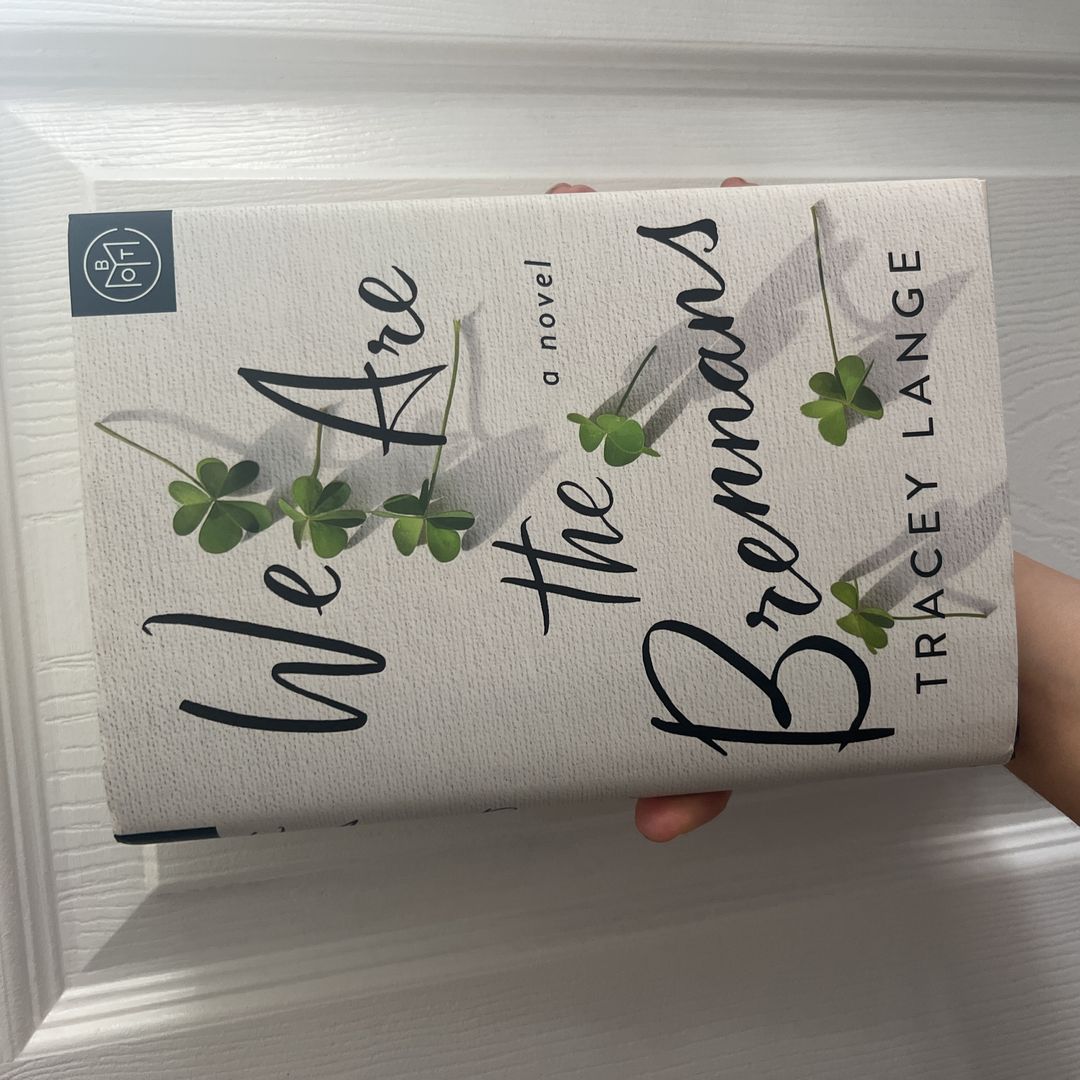 BOTM
We Are
a novel
the
Brennans
TRACEY LANGE